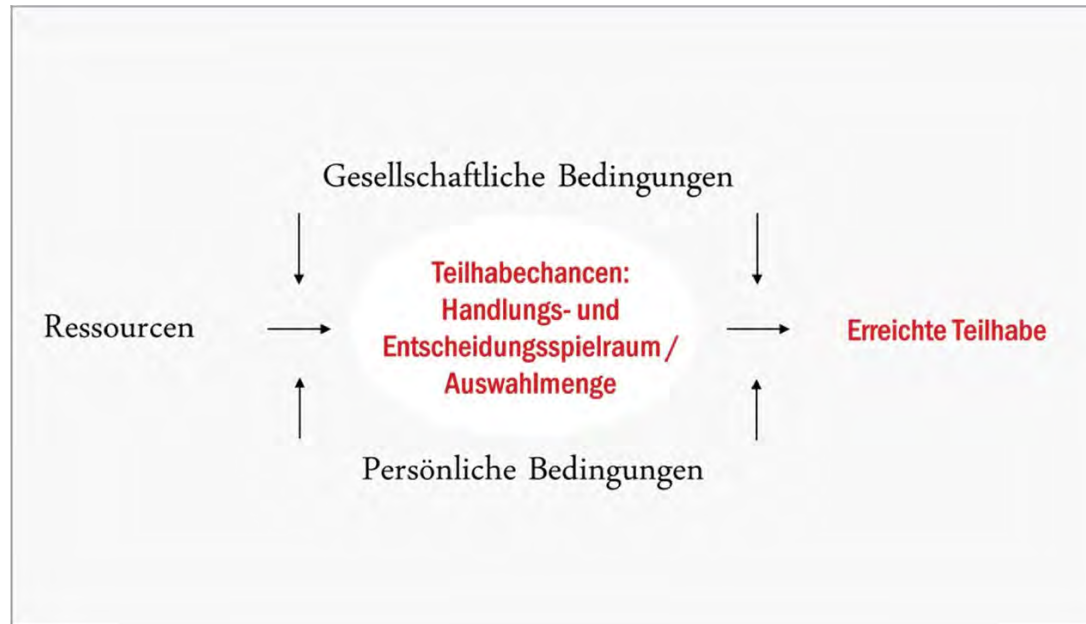 Gesellschaftliche Bedingungen
Teilhabechancen:
Handlungs- und
Entscheidungsspielraum /
Auswahlmenge
Ressourcen
Erreichte Teilhabe
Persönliche Bedingungen